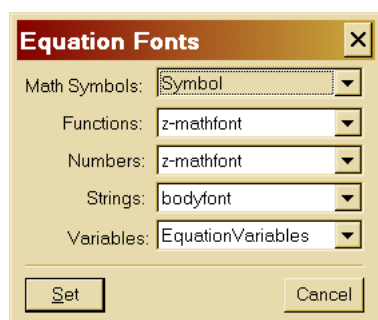 Equation Fonts
Math Symbols: Symbol
Functions: z-mathfont
Numbers: z-mathfont
Strings: bodyfont
Variables: EquationVariables
Set Cancel